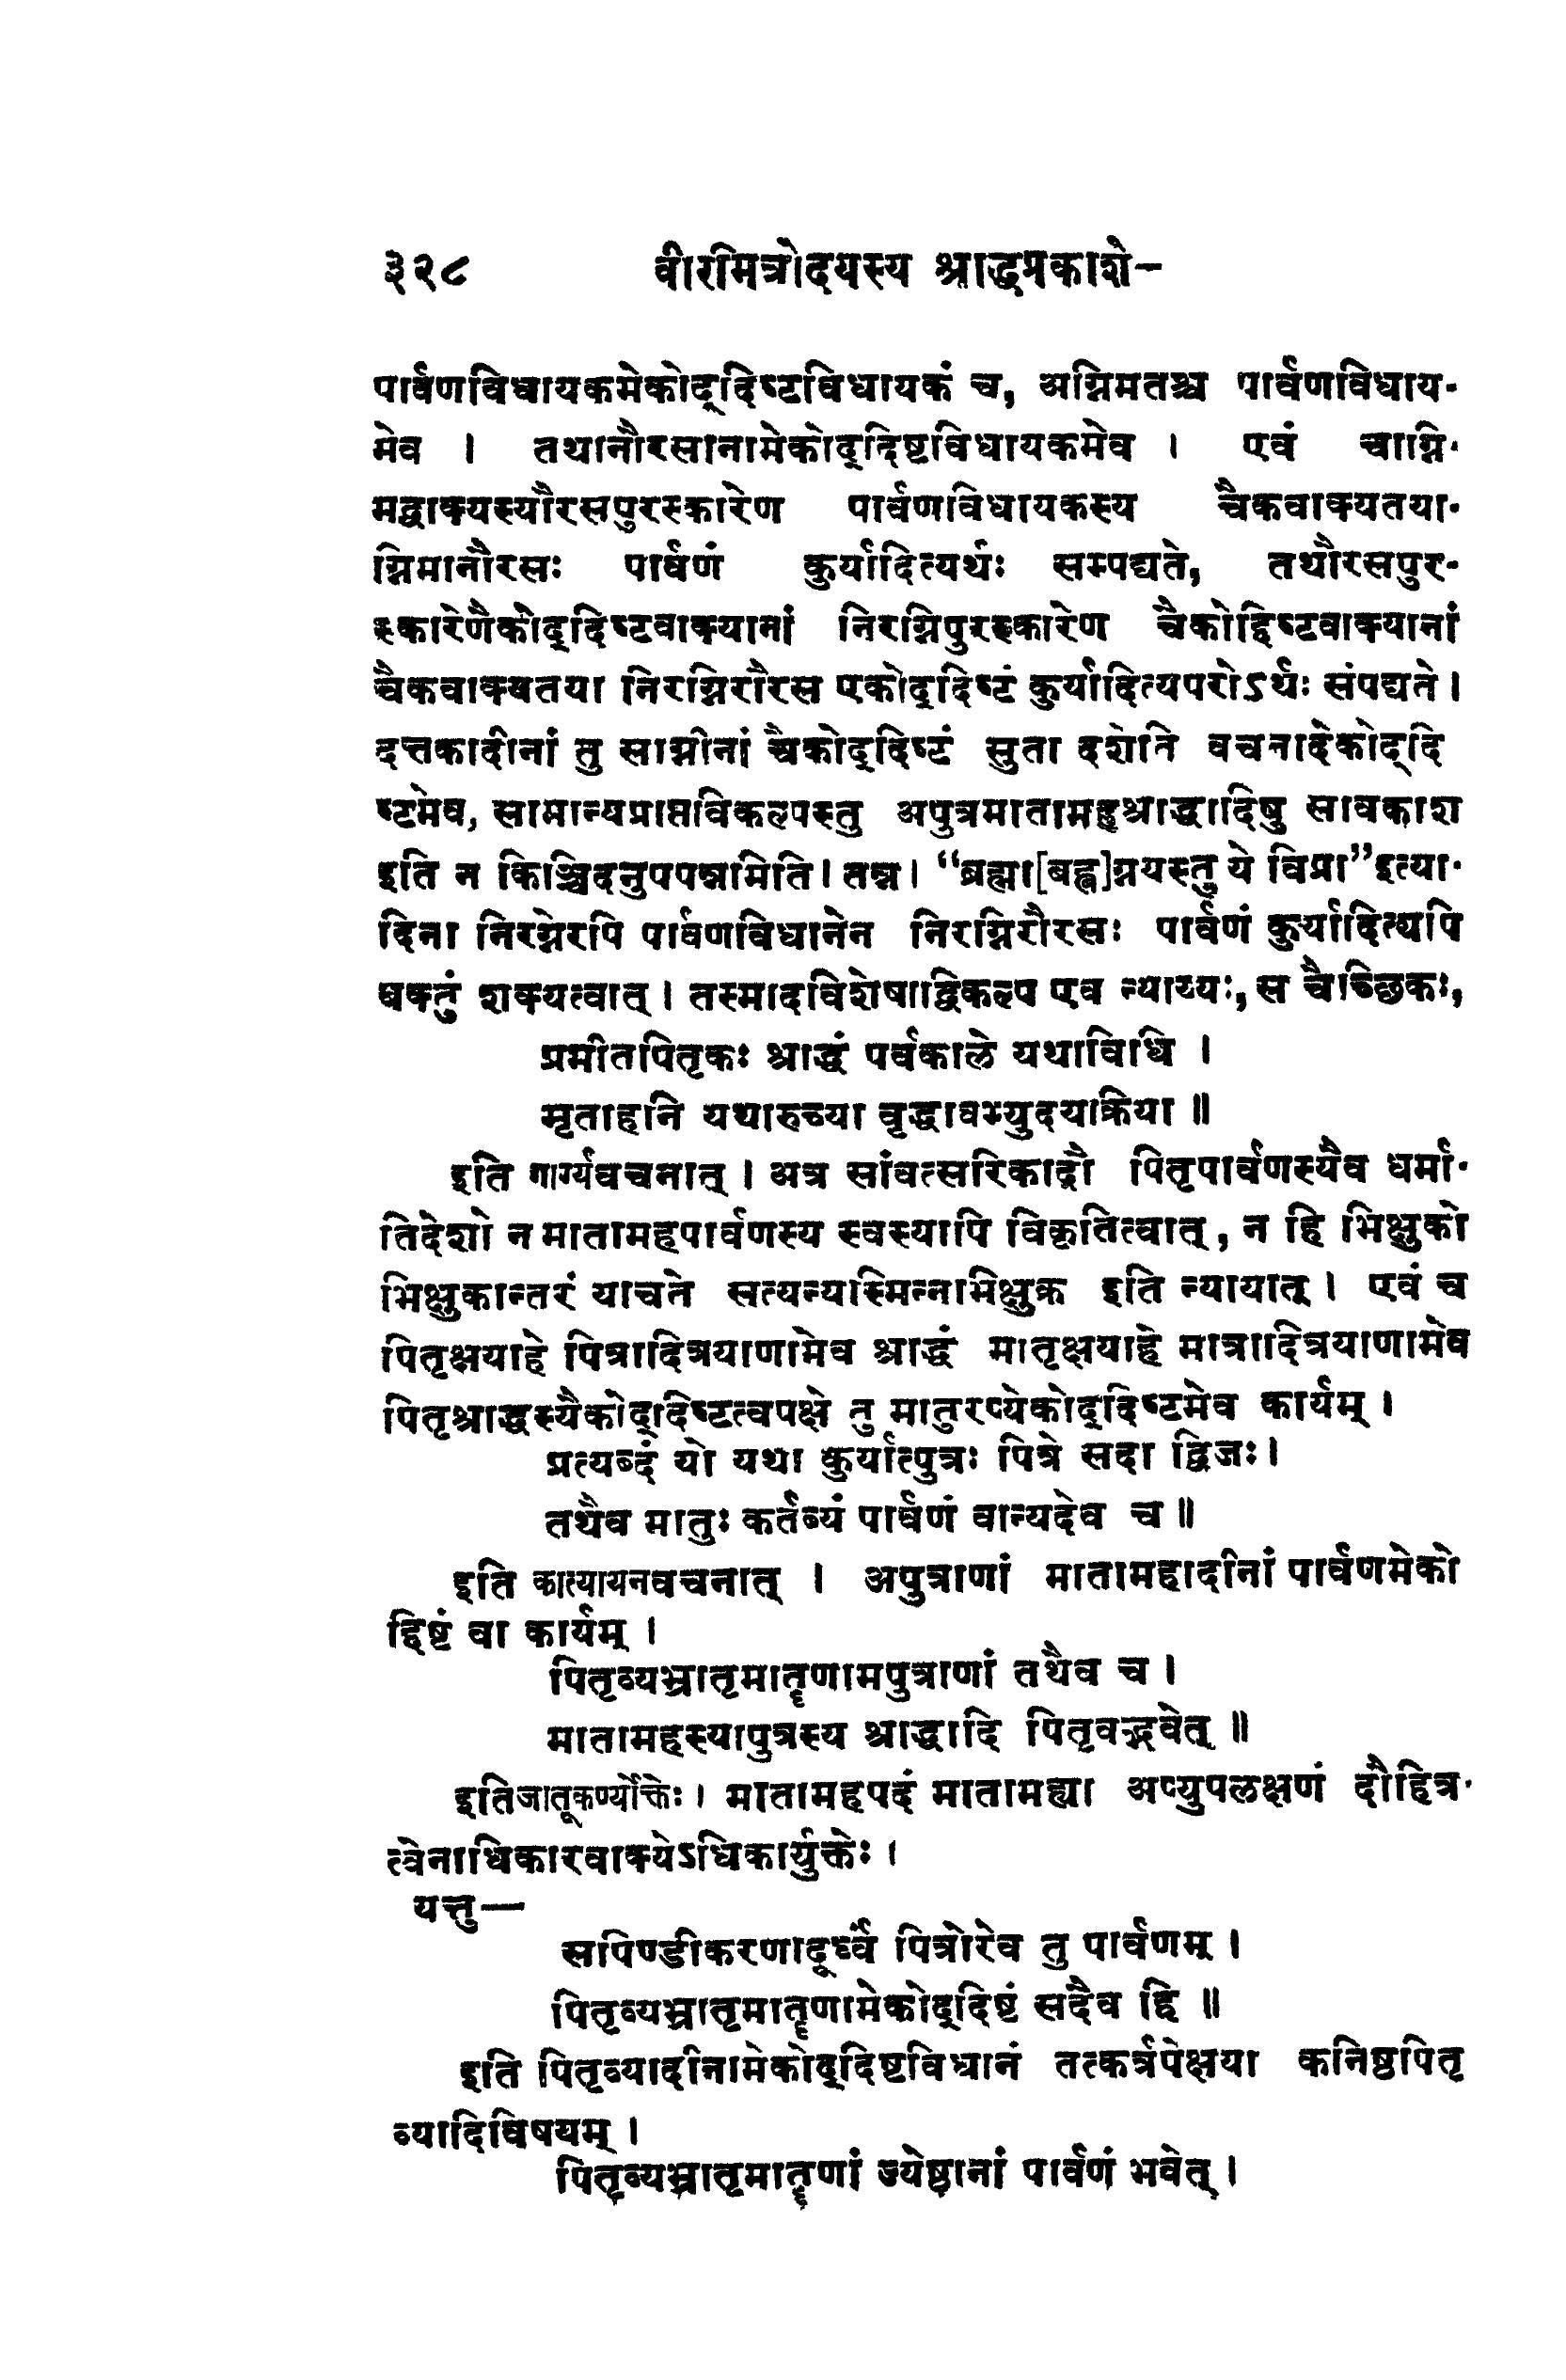 ३२८ वीरमित्रोदयस्य श्राद्धप्रकाशे-
पार्वणविधायकमेकोद्दिष्टविधायकं च, अग्निमतश्च पार्वणविधाय-
मेव । तथानौरसानामेकोद्दिष्टविधायकमेव । एवं चाग्नि-
मद्वाक्यस्यौरसपुरस्कारेण पार्वणविधायकस्य चैकवाक्यतया-
ग्निमानौरसः पार्वणं कुर्यादित्यर्थः सम्पद्यते, तथौरसपुर-
स्कारेणैकोद्दिष्टवाक्यानां निरग्निपुरस्कारेण चैकोद्दिष्टवाक्यानां
चैकवाक्यतया निरग्निरौरस एकोद्दिष्टं कुर्यादित्यपरोऽर्थः संपद्यते ।
दत्तकादीनां तु साग्नीनां चैकोद्दिष्टं सुता दशेति वचनादेकोद्दि
ष्टमेव, सामान्यप्राप्तविकल्पस्तु अपुत्रमातामहश्राद्धादिषु सावकाश
इति न किञ्चिदनुपपन्नमिति । तन्न । “ब्रह्मा[बह्व]ग्नयस्तु ये विप्रा” इत्या-
दिना निरग्नेरपि पार्वणविधानेन निरग्निरौरसः पार्वणं कुर्यादित्यपि
वक्तुं शक्यत्वात् । तस्मादविशेषाद्विकल्प एव न्याय्यः, स चैच्छिकः,
प्रमीतपितृकः श्राद्धं पर्वकाले यथाविधि ।
मृताहनि यथारुच्या वृद्धावभ्युदयक्रिया ॥
इति गार्ग्यवचनात् । अत्र सांवत्सरिकादौ पितृपार्वणस्यैव धर्मा-
तिदेशो न मातामहपार्वणस्य स्वस्यापि विकृतित्वात्, न हि भिक्षुको
भिक्षुकान्तरं याचते सत्यन्यस्मिन्नभिक्षुक इति न्यायात् । एवं च
पितृक्षयाहे पित्रादित्रयाणामेव श्राद्धं मातृक्षयाहे मात्रादित्रयाणामेव
पितृश्राद्धस्यैकोद्दिष्टत्वपक्षे तु मातुरप्येकोद्दिष्टमेव कार्यम् ।
प्रत्यब्दं यो यथा कुर्यात्पुत्रः पित्रे सदा द्विजः ।
तथैव मातुः कर्तव्यं पार्वणं वान्यदेव च ॥
इति कात्यायनवचनात् । अपुत्राणां मातामहादीनां पार्वणमेको
द्दिष्टं वा कार्यम् ।
पितृव्यभ्रातृमातॄणामपुत्राणां तथैव च ।
मातामहस्यापुत्रस्य श्राद्धादि पितृवद्भवेत् ॥
इतिजातूकर्ण्योक्तेः । मातामहपदं मातामह्या अप्युपलक्षणं दौहित्र-
त्वेनाधिकारवाक्येऽधिकार्युक्तेः ।
यत्तु—
सपिण्डीकरणादूर्ध्वं पित्रोरेव तु पार्वणम् ।
पितृव्यभ्रातृमातॄणामेकोद्दिष्टं सदैव हि ॥
इति पितृव्यादीनामेकोद्दिष्टविधानं तत्कर्त्रपेक्षया कनिष्ठपितृ
व्यादिविषयम् ।
पितृव्यभ्रातृमातॄणां ज्येष्ठानां पार्वणं भवेत् ।